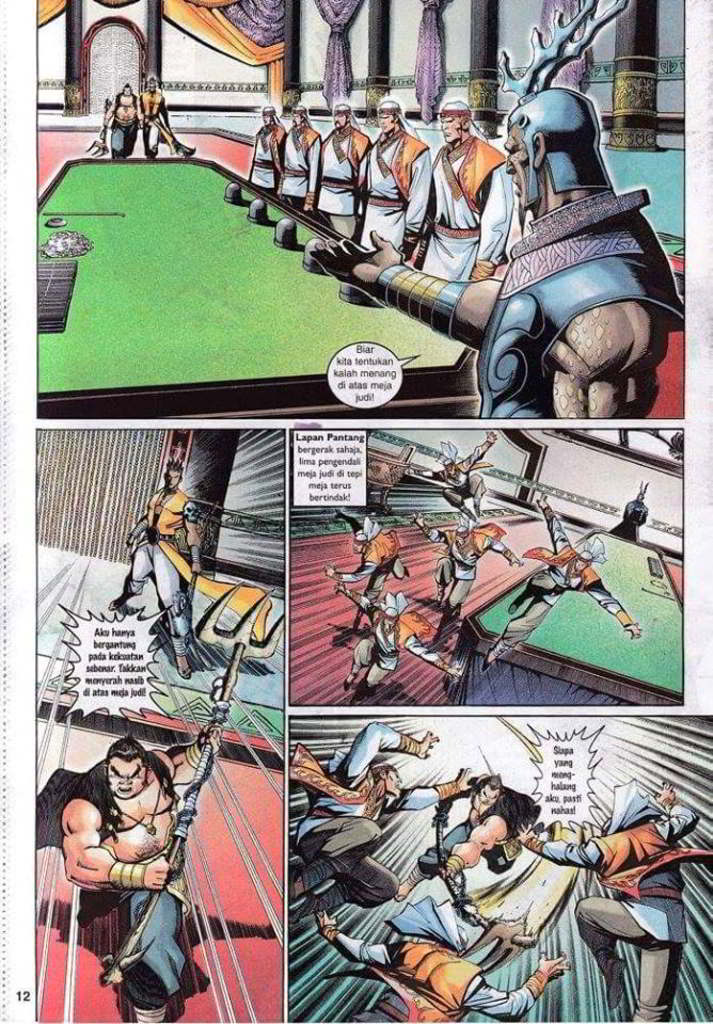 Biar
kita tentukan
kalah menang
di atas meja
judi!
Lapan Pantang
bergerak sahaja,
lima pengendali
meja judi di tepi
meja terus
bertindak!
Aku hanya
bergantung
pada kekuatan
sebenar. Takkan
menyerah nasib
di atas meja judi!
Siapa
yang
meng-
halang
aku, pasti
nahas!
12